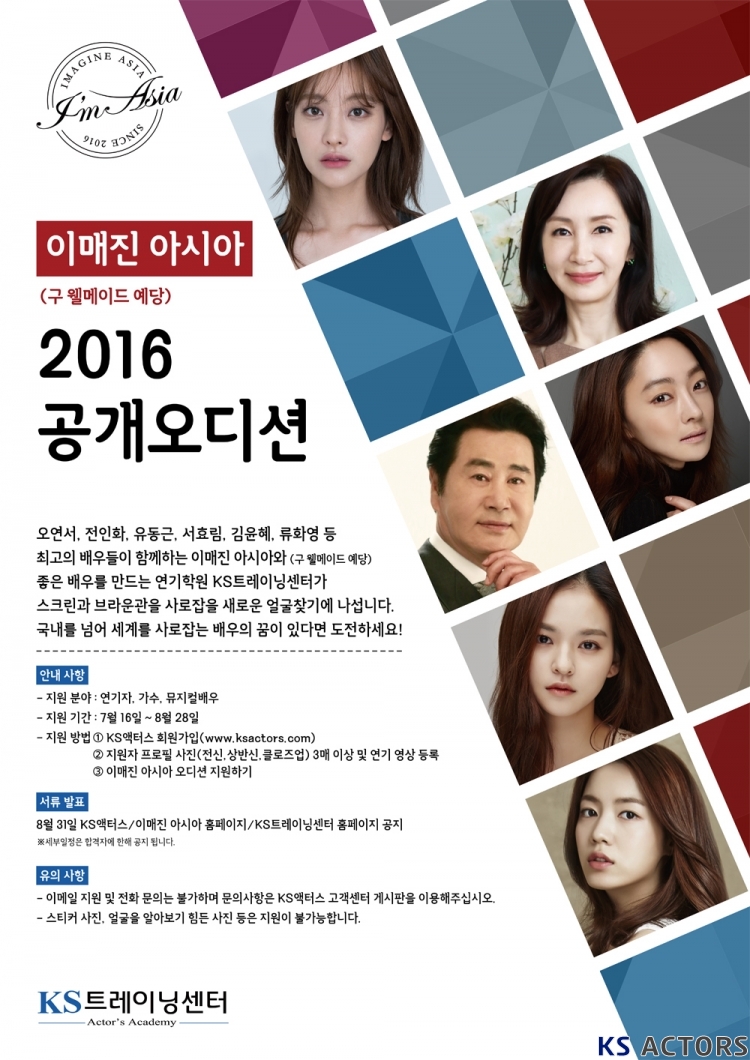 IMAGINE ASIA
I'm Asia
SINCE 2016
이매진 아시아
(구 웰메이드 예당)
2016
공개오디션
오연서, 전인화, 유동근, 서효림, 김윤혜, 류화영 등
최고의 배우들이 함께하는 이매진 아시아와 (구 웰메이드 예당)
좋은 배우를 만드는 연기학원 KS트레이닝센터가
스크린과 브라운관을 사로잡을 새로운 얼굴찾기에 나섭니다.
국내를 넘어 세계를 사로잡는 배우의 꿈이 있다면 도전하세요!
안내 사항
- 지원 분야 : 연기자, 가수, 뮤지컬배우
- 지원 기간 : 7월 16일 ~ 8월 28일
- 지원 방법 ① KS액터스 회원가입(www.ksactors.com)
② 지원자 프로필 사진(전신,상반신,클로즈업) 3매 이상 및 연기 영상 등록
③ 이매진 아시아 오디션 지원하기
서류 발표
8월 31일 KS액터스/이매진 아시아 홈페이지/KS트레이닝센터 홈페이지 공지
※세부일정은 합격자에 한해 공지 됩니다.
유의 사항
- 이메일 지원 및 전화 문의는 불가하며 문의사항은 KS액터스 고객센터 게시판을 이용해주십시오.
- 스티커 사진, 얼굴을 알아보기 힘든 사진 등은 지원이 불가능합니다.
KS트레이닝센터
Actor's Academy
KS ACTORS